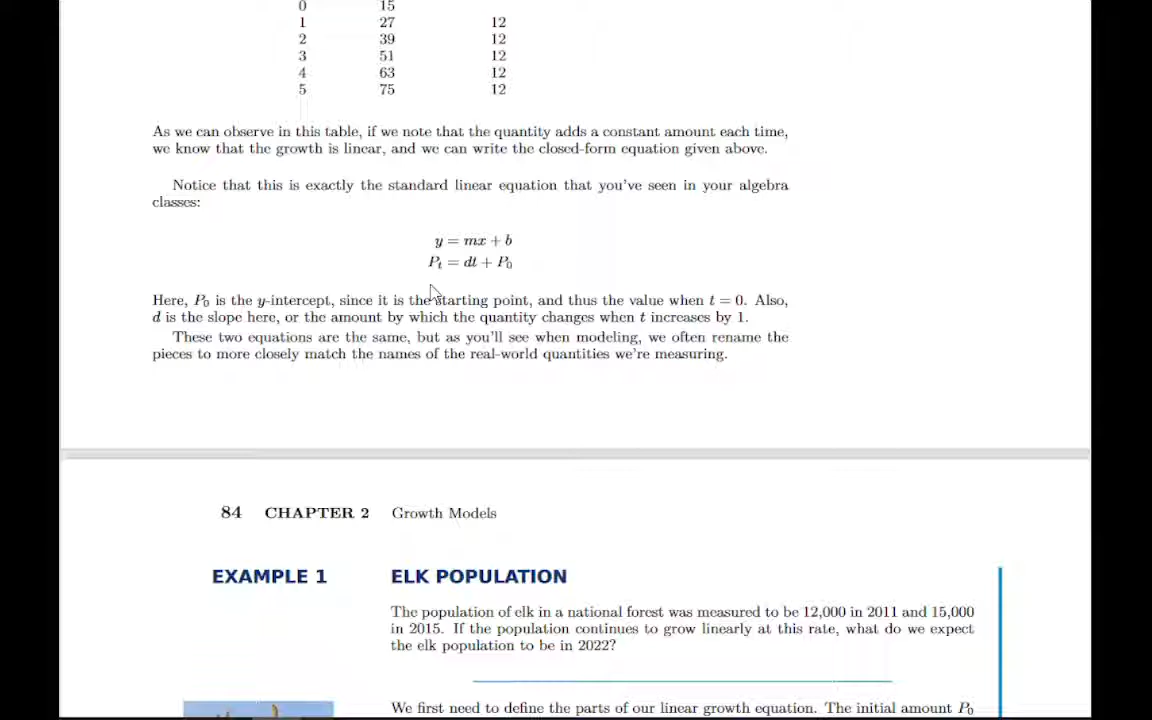 0 15
1 27 12
2 39 12
3 51 12
4 63 12
5 75 12
As we can observe in this table, if we note that the quantity adds a constant amount each time,
we know that the growth is linear, and we can write the closed-form equation given above.
Notice that this is exactly the standard linear equation that you've seen in your algebra
classes:
y = mx + b
Pₜ = dt + P₀
Here, P₀ is the y-intercept, since it is the starting point, and thus the value when t = 0. Also,
d is the slope here, or the amount by which the quantity changes when t increases by 1.
These two equations are the same, but as you'll see when modeling, we often rename the
pieces to more closely match the names of the real-world quantities we're measuring.
84 CHAPTER 2 Growth Models
EXAMPLE 1 ELK POPULATION
The population of elk in a national forest was measured to be 12,000 in 2011 and 15,000
in 2015. If the population continues to grow linearly at this rate, what do we expect
the elk population to be in 2022?
We first need to define the parts of our linear growth equation. The initial amount P₀